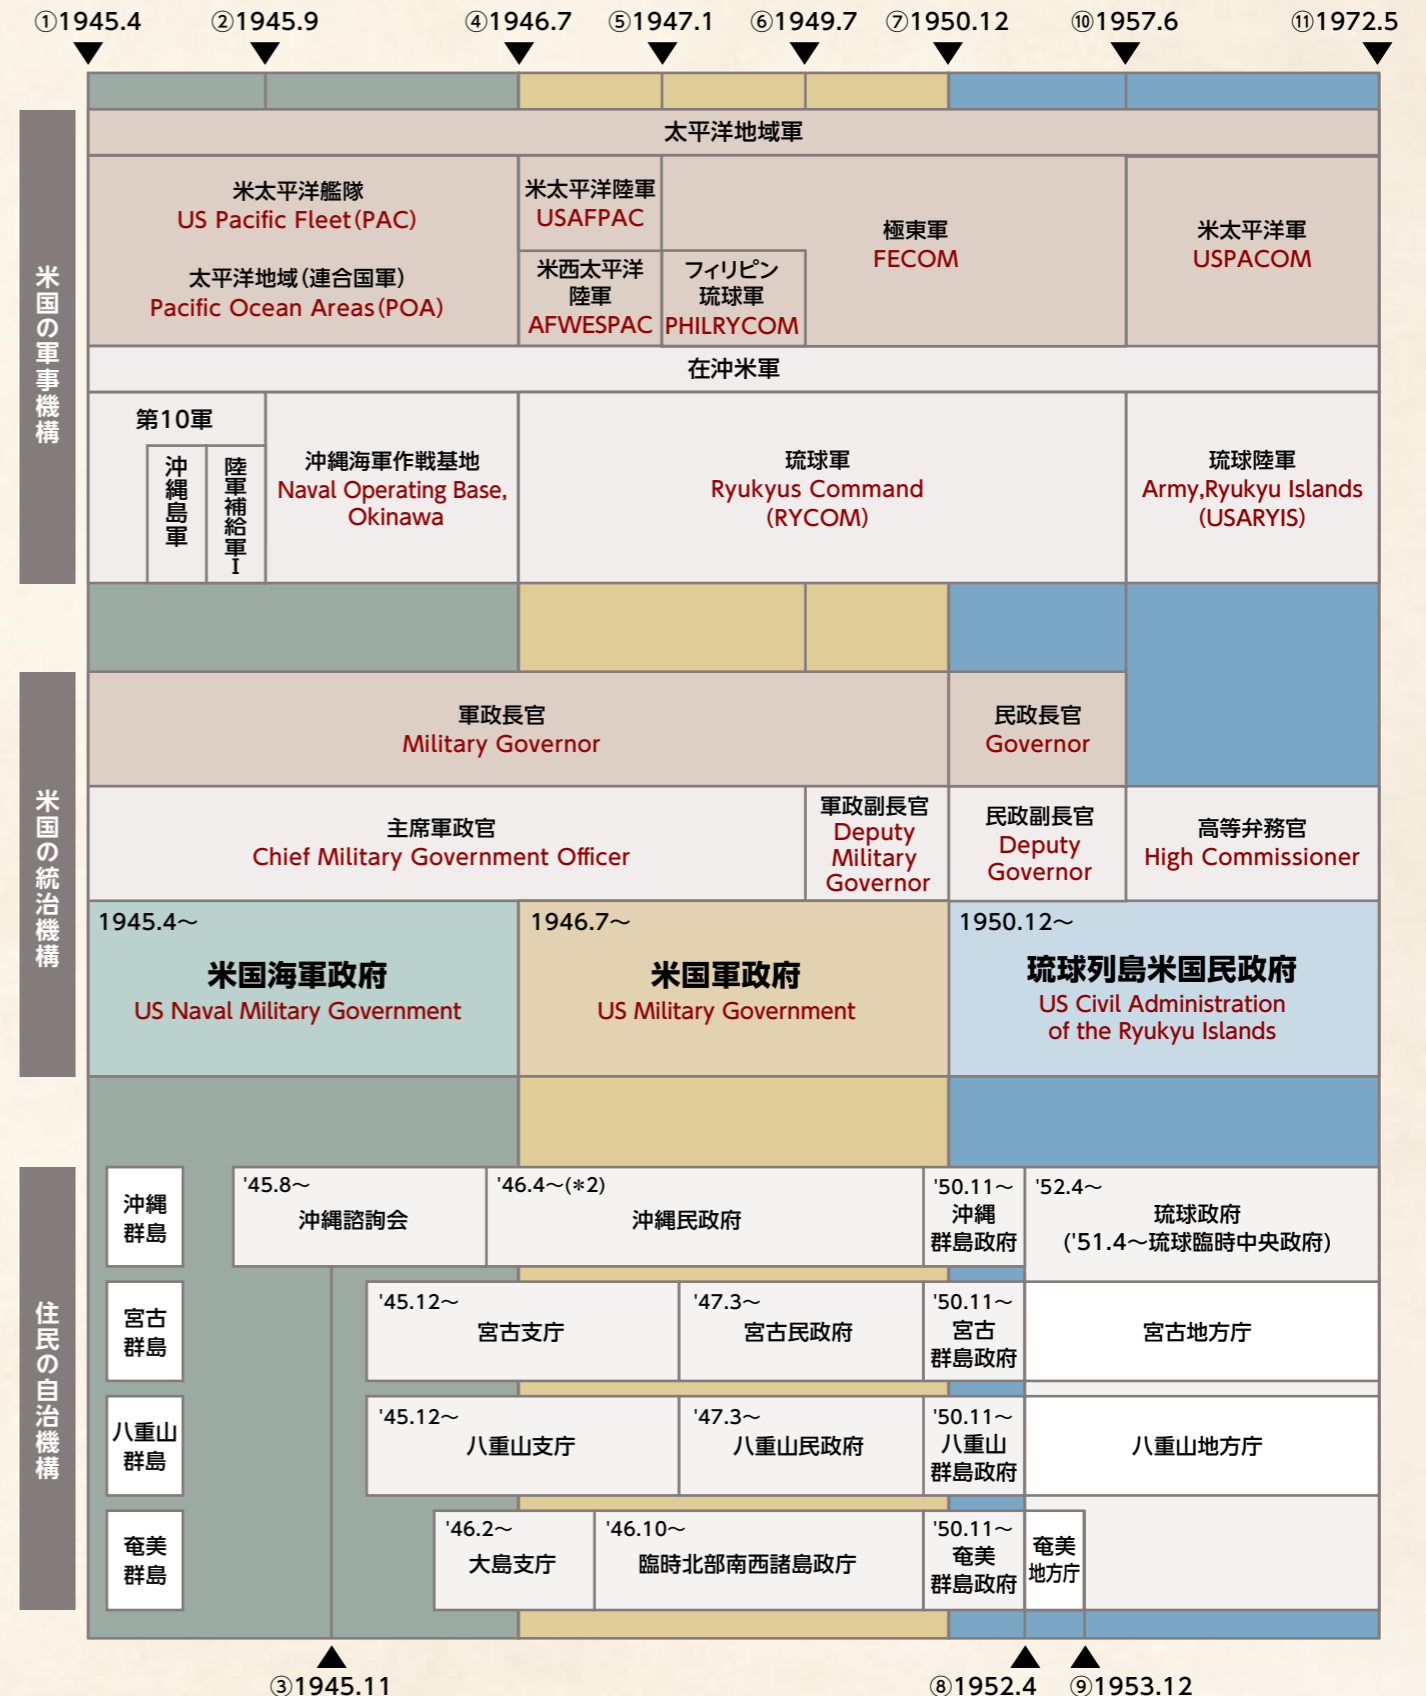 ①1945.4
②1945.9
④1946.7
⑤1947.1
⑥1949.7
⑦1950.12
⑩1957.6
⑪1972.5
米国の軍事機構
太平洋地域軍
米太平洋艦隊
US Pacific Fleet(PAC)
太平洋地域(連合国軍)
Pacific Ocean Areas(POA)
米太平洋陸軍
USAFPAC
米西太平洋
陸軍
AFWESPAC
フィリピン
琉球軍
PHILRYCOM
極東軍
FECOM
米太平洋軍
USPACOM
在沖米軍
第10軍
沖縄島軍
陸軍補給軍I
沖縄海軍作戦基地
Naval Operating Base,
Okinawa
琉球軍
Ryukyus Command
(RYCOM)
琉球陸軍
Army,Ryukyu Islands
(USARYIS)
米国の統治機構
軍政長官
Military Governor
民政長官
Governor
主席軍政官
Chief Military Government Officer
軍政副長官
Deputy
Military
Governor
民政副長官
Deputy
Governor
高等弁務官
High Commissioner
1945.4～
米国海軍政府
US Naval Military Government
1946.7～
米国軍政府
US Military Government
1950.12～
琉球列島米国民政府
US Civil Administration
of the Ryukyu Islands
住民の自治機構
沖縄
群島
'45.8～
沖縄諮詢会
'46.4～(*2)
沖縄民政府
'50.11～
沖縄
群島政府
'52.4～
琉球政府
('51.4～琉球臨時中央政府)
宮古
群島
'45.12～
宮古支庁
'47.3～
宮古民政府
'50.11～
宮古
群島政府
宮古地方庁
八重山
群島
'45.12～
八重山支庁
'47.3～
八重山民政府
'50.11～
八重山
群島政府
八重山地方庁
奄美
群島
'46.2～
大島支庁
'46.10～
臨時北部南西諸島政庁
'50.11～
奄美
群島政府
奄美
地方庁
③1945.11
⑧1952.4
⑨1953.12